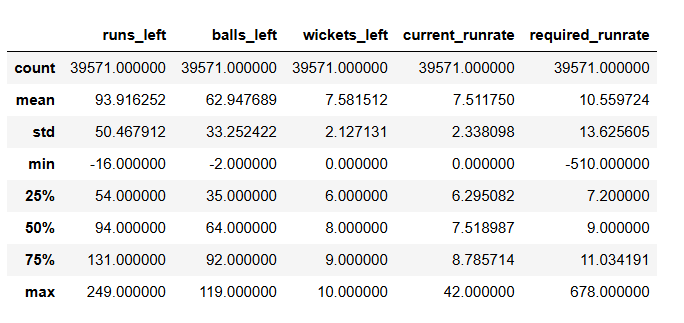 runs_left balls_left wickets_left current_runrate required_runrate
count 39571.000000 39571.000000 39571.000000 39571.000000 39571.000000
mean 93.916252 62.947689 7.581512 7.511750 10.559724
std 50.467912 33.252422 2.127131 2.338098 13.625605
min -16.000000 -2.000000 0.000000 0.000000 -510.000000
25% 54.000000 35.000000 6.000000 6.295082 7.200000
50% 94.000000 64.000000 8.000000 7.518987 9.000000
75% 131.000000 92.000000 9.000000 8.785714 11.034191
max 249.000000 119.000000 10.000000 42.000000 678.000000